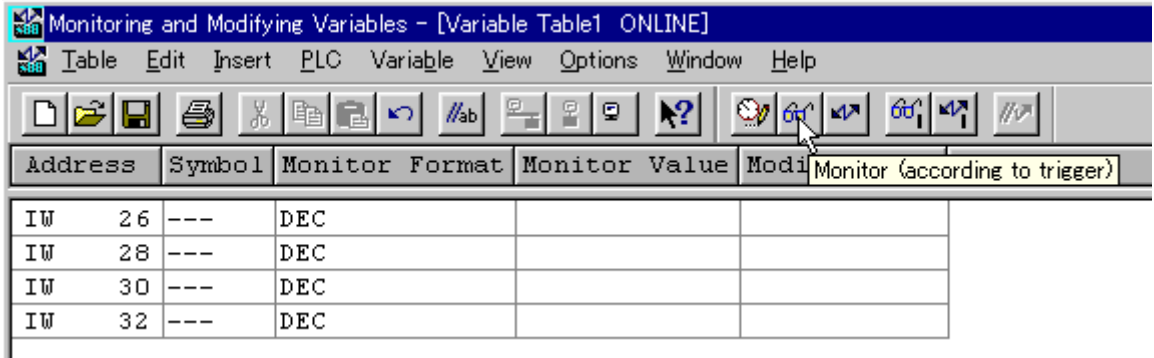 Monitoring and Modifying Variables - [Variable Table1 ONLINE]
Table Edit Insert PLC Variable View Options Window Help
//ab
Address Symbol Monitor Format Monitor Value Modi
Monitor (according to trigger)
IW 26 --- DEC
IW 28 --- DEC
IW 30 --- DEC
IW 32 --- DEC